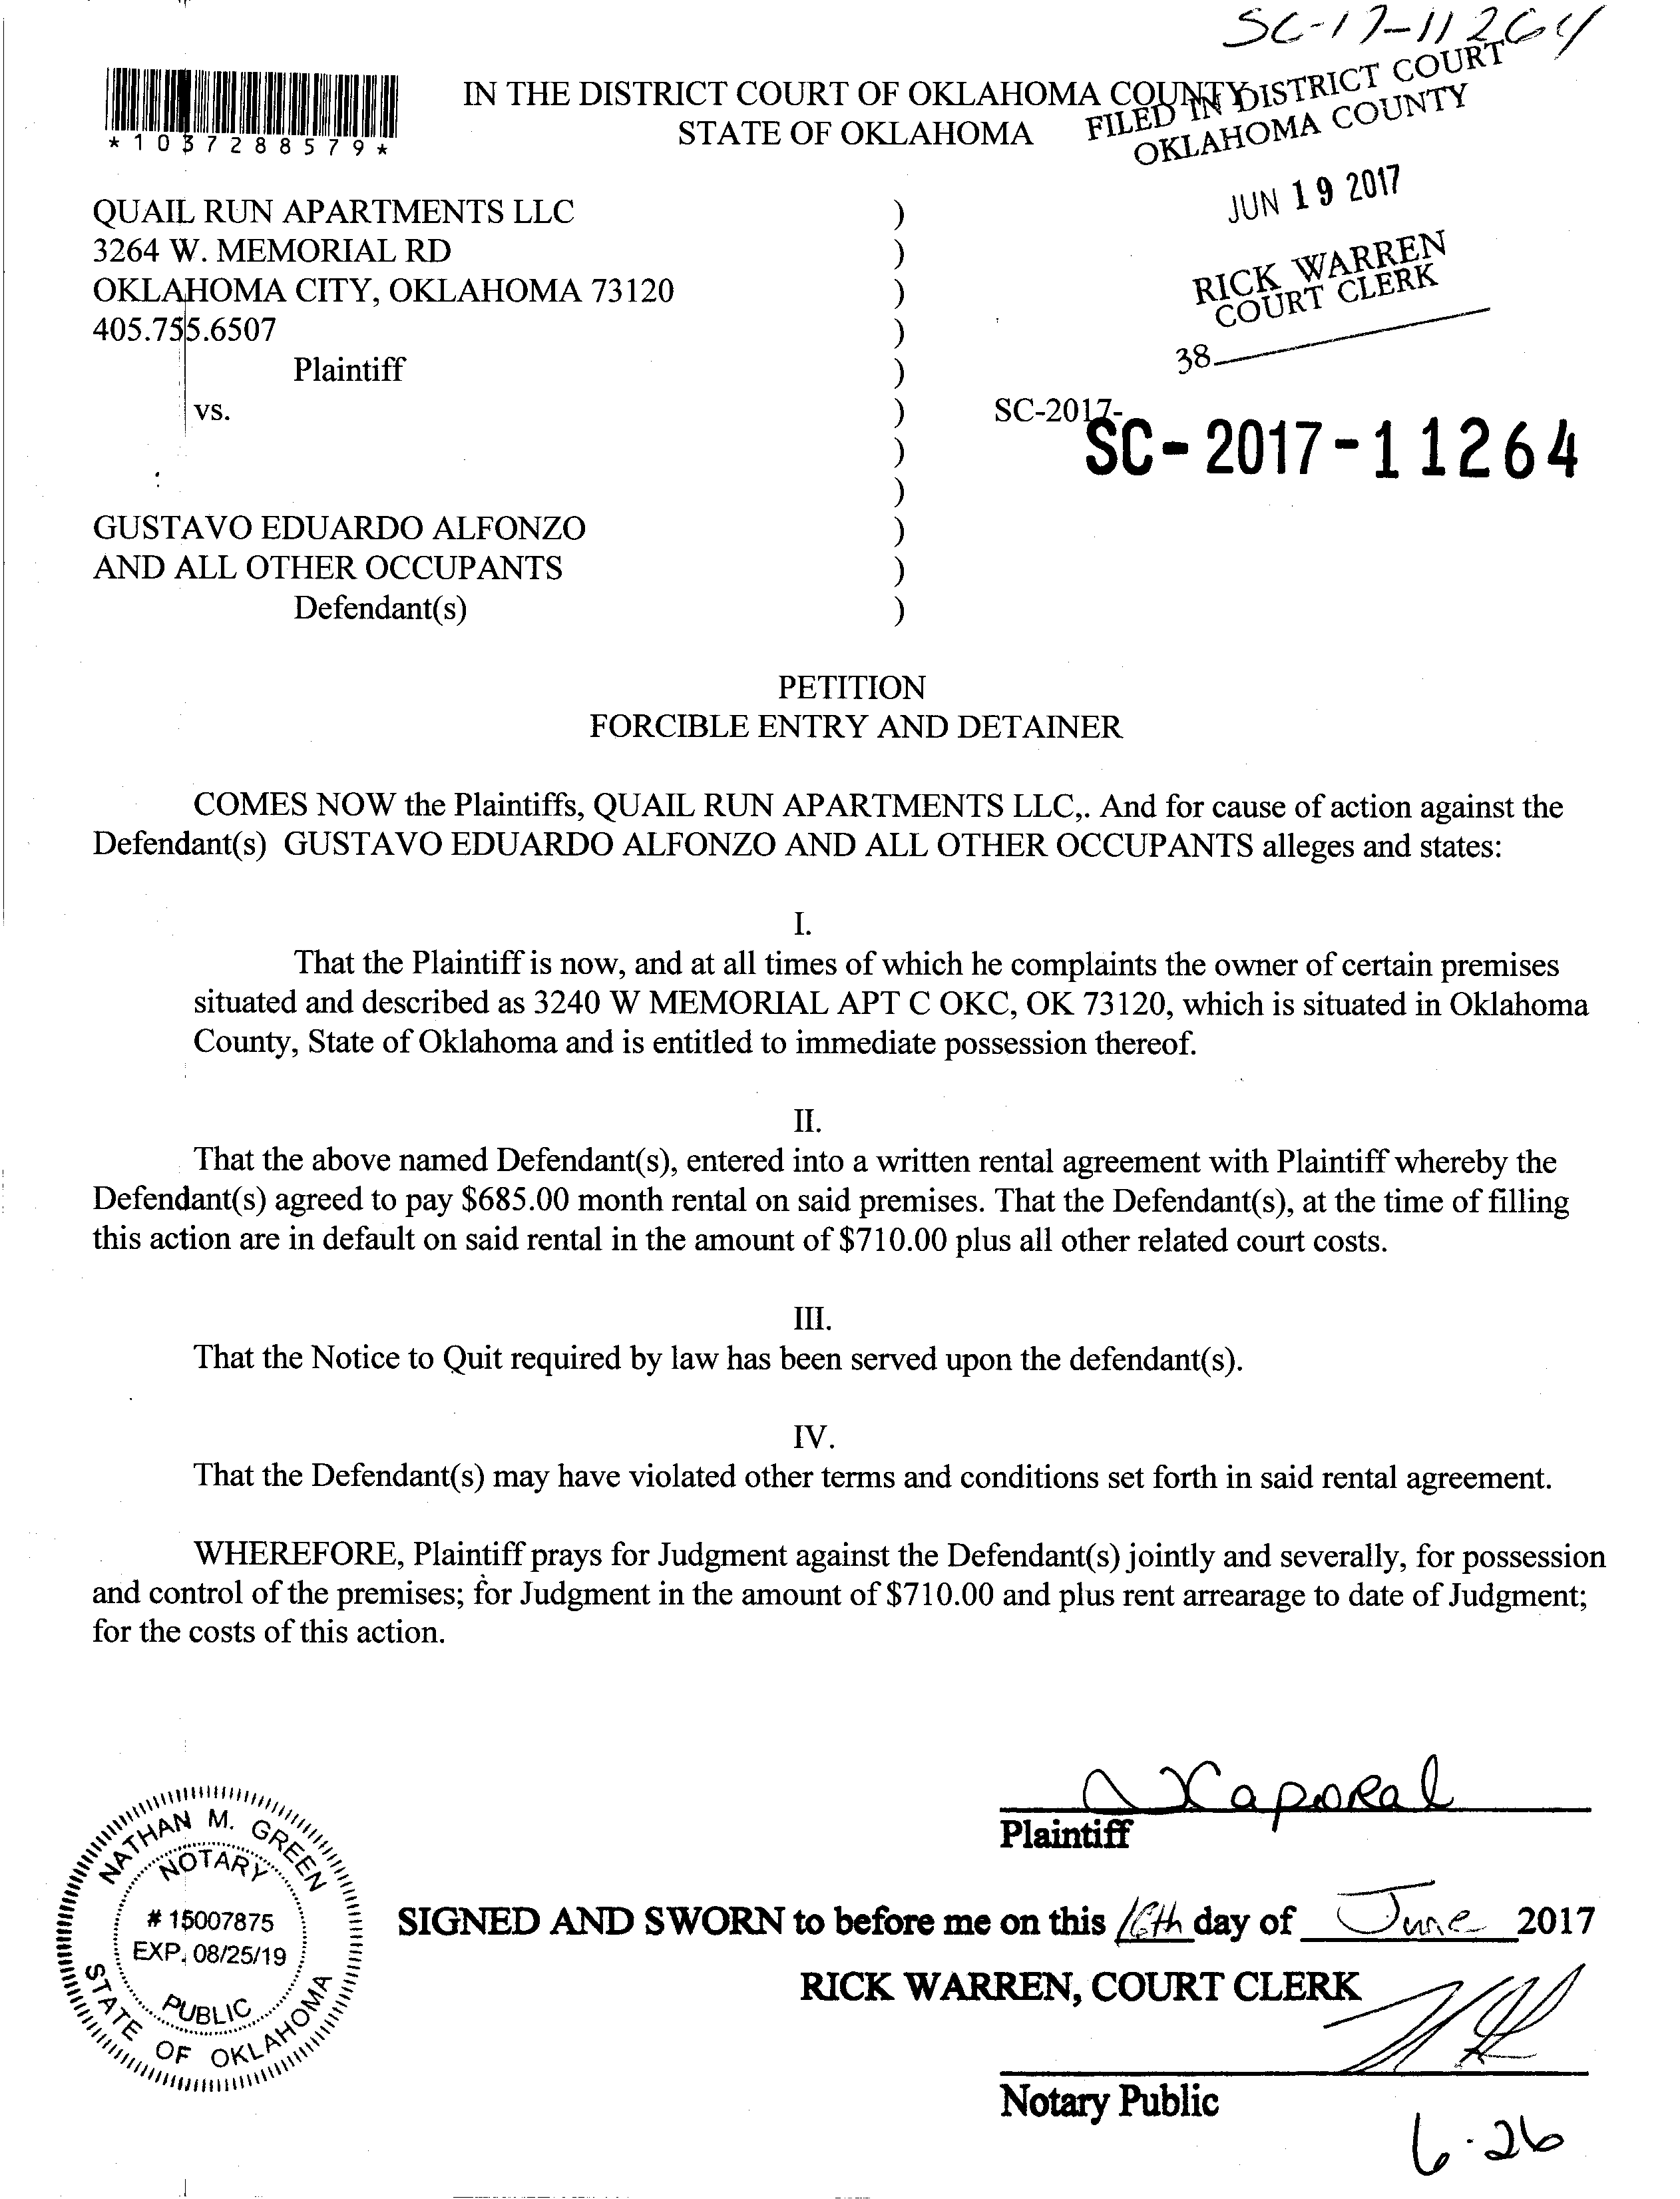 SC-17-11264
IN THE DISTRICT COURT OF OKLAHOMA COUNTY
STATE OF OKLAHOMA
FILED IN DISTRICT COURT
OKLAHOMA COUNTY
*1037288579*
JUN 19 2017
RICK WARREN
COURT CLERK
38
QUAIL RUN APARTMENTS LLC )
3264 W. MEMORIAL RD )
OKLAHOMA CITY, OKLAHOMA 73120 )
405.755.6507 )
Plaintiff )
vs. ) SC-2017-
) SC-2017-11264
)
GUSTAVO EDUARDO ALFONZO )
AND ALL OTHER OCCUPANTS )
Defendant(s) )
PETITION
FORCIBLE ENTRY AND DETAINER
COMES NOW the Plaintiffs, QUAIL RUN APARTMENTS LLC,. And for cause of action against the
Defendant(s) GUSTAVO EDUARDO ALFONZO AND ALL OTHER OCCUPANTS alleges and states:
I.
That the Plaintiff is now, and at all times of which he complaints the owner of certain premises
situated and described as 3240 W MEMORIAL APT C OKC, OK 73120, which is situated in Oklahoma
County, State of Oklahoma and is entitled to immediate possession thereof.
II.
That the above named Defendant(s), entered into a written rental agreement with Plaintiff whereby the
Defendant(s) agreed to pay $685.00 month rental on said premises. That the Defendant(s), at the time of filling
this action are in default on said rental in the amount of $710.00 plus all other related court costs.
III.
That the Notice to Quit required by law has been served upon the defendant(s).
IV.
That the Defendant(s) may have violated other terms and conditions set forth in said rental agreement.
WHEREFORE, Plaintiff prays for Judgment against the Defendant(s) jointly and severally, for possession
and control of the premises; for Judgment in the amount of $710.00 and plus rent arrearage to date of Judgment;
for the costs of this action.
Plaintiff
NATHAN M. GREEN
NOTARY
# 15007875
EXP. 08/25/19
PUBLIC
STATE OF OKLAHOMA
SIGNED AND SWORN to before me on this 16th day of June 2017
RICK WARREN, COURT CLERK
Notary Public
6-26